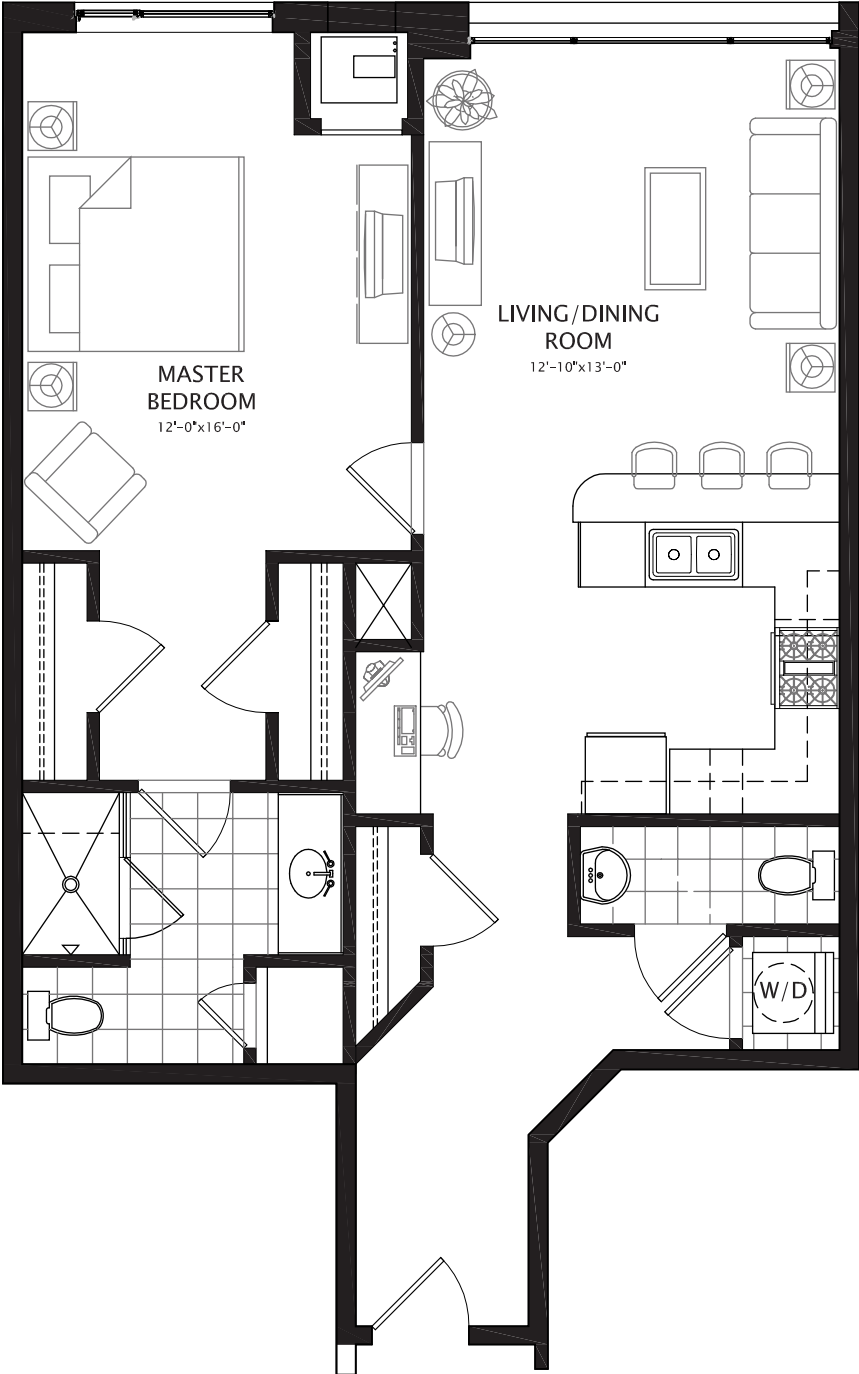 MASTER
BEDROOM
12'-0"x16'-0"
LIVING/DINING
ROOM
12'-10"x13'-0"
W/D